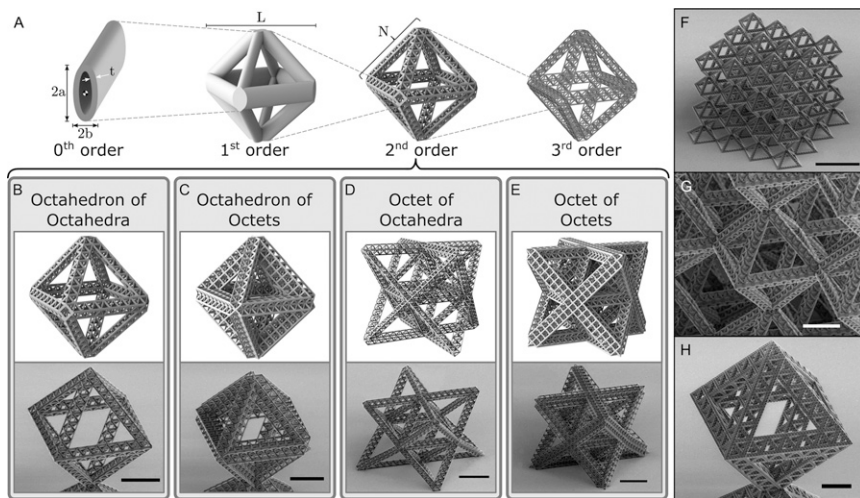 A
L
N
t
2a
2b
0th order
1st order
2nd order
3rd order
B
Octahedron of
Octahedra
C
Octahedron
of Octets
D
Octet of
Octahedra
E
Octet of
Octets
F
G
H